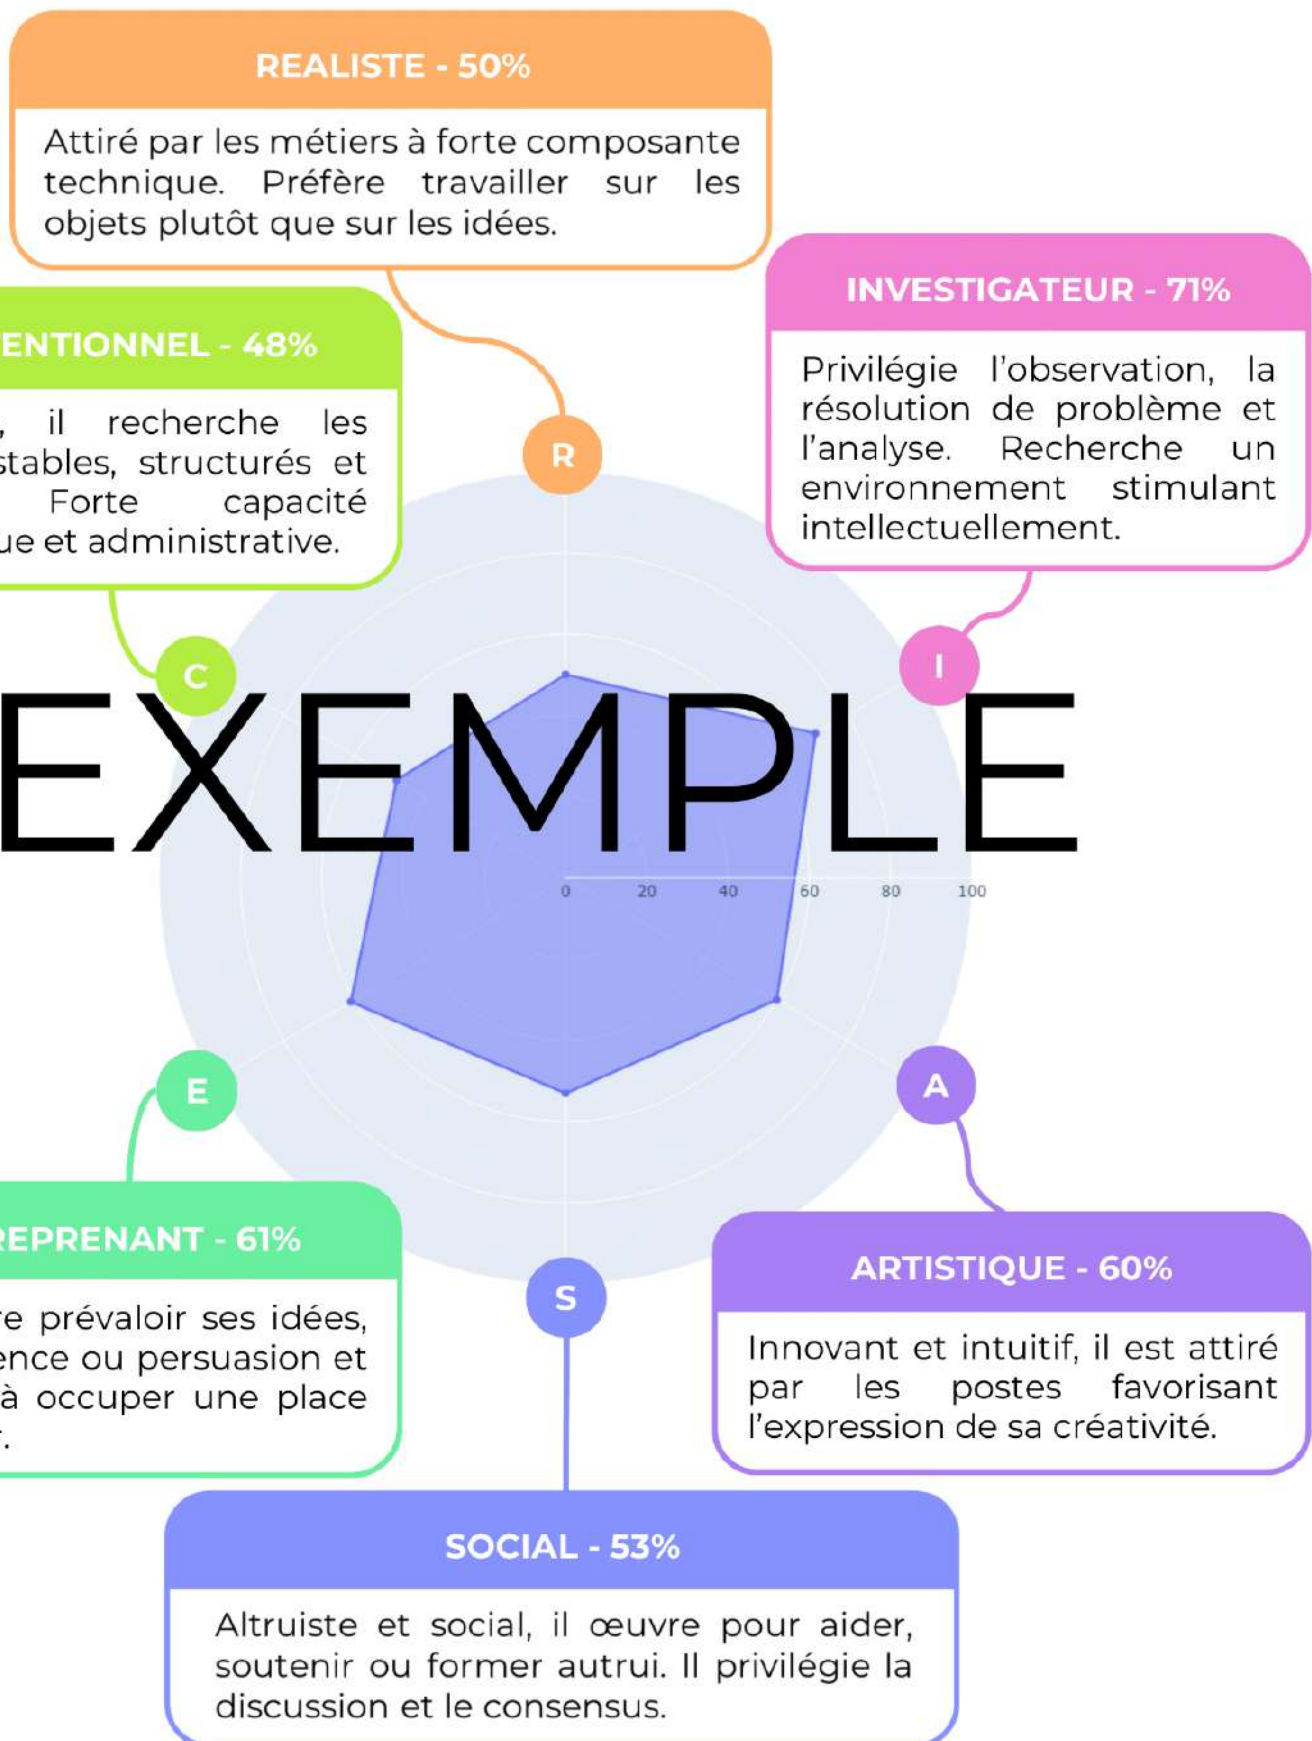 REALISTE - 50%
Attiré par les métiers à forte composante
technique. Préfère travailler sur les
objets plutôt que sur les idées.
INVESTIGATEUR - 71%
Privilégie l'observation, la
résolution de problème et
l'analyse. Recherche un
environnement stimulant
intellectuellement.
ENTIONNEL - 48%
, il recherche les
stables, structurés et
Forte capacité
ue et administrative.
R
I
C
EXEMPLE
0 20 40 60 80 100
E
A
S
REPRENANT - 61%
re prévaloir ses idées,
ence ou persuasion et
à occuper une place
.
ARTISTIQUE - 60%
Innovant et intuitif, il est attiré
par les postes favorisant
l'expression de sa créativité.
SOCIAL - 53%
Altruiste et social, il œuvre pour aider,
soutenir ou former autrui. Il privilégie la
discussion et le consensus.